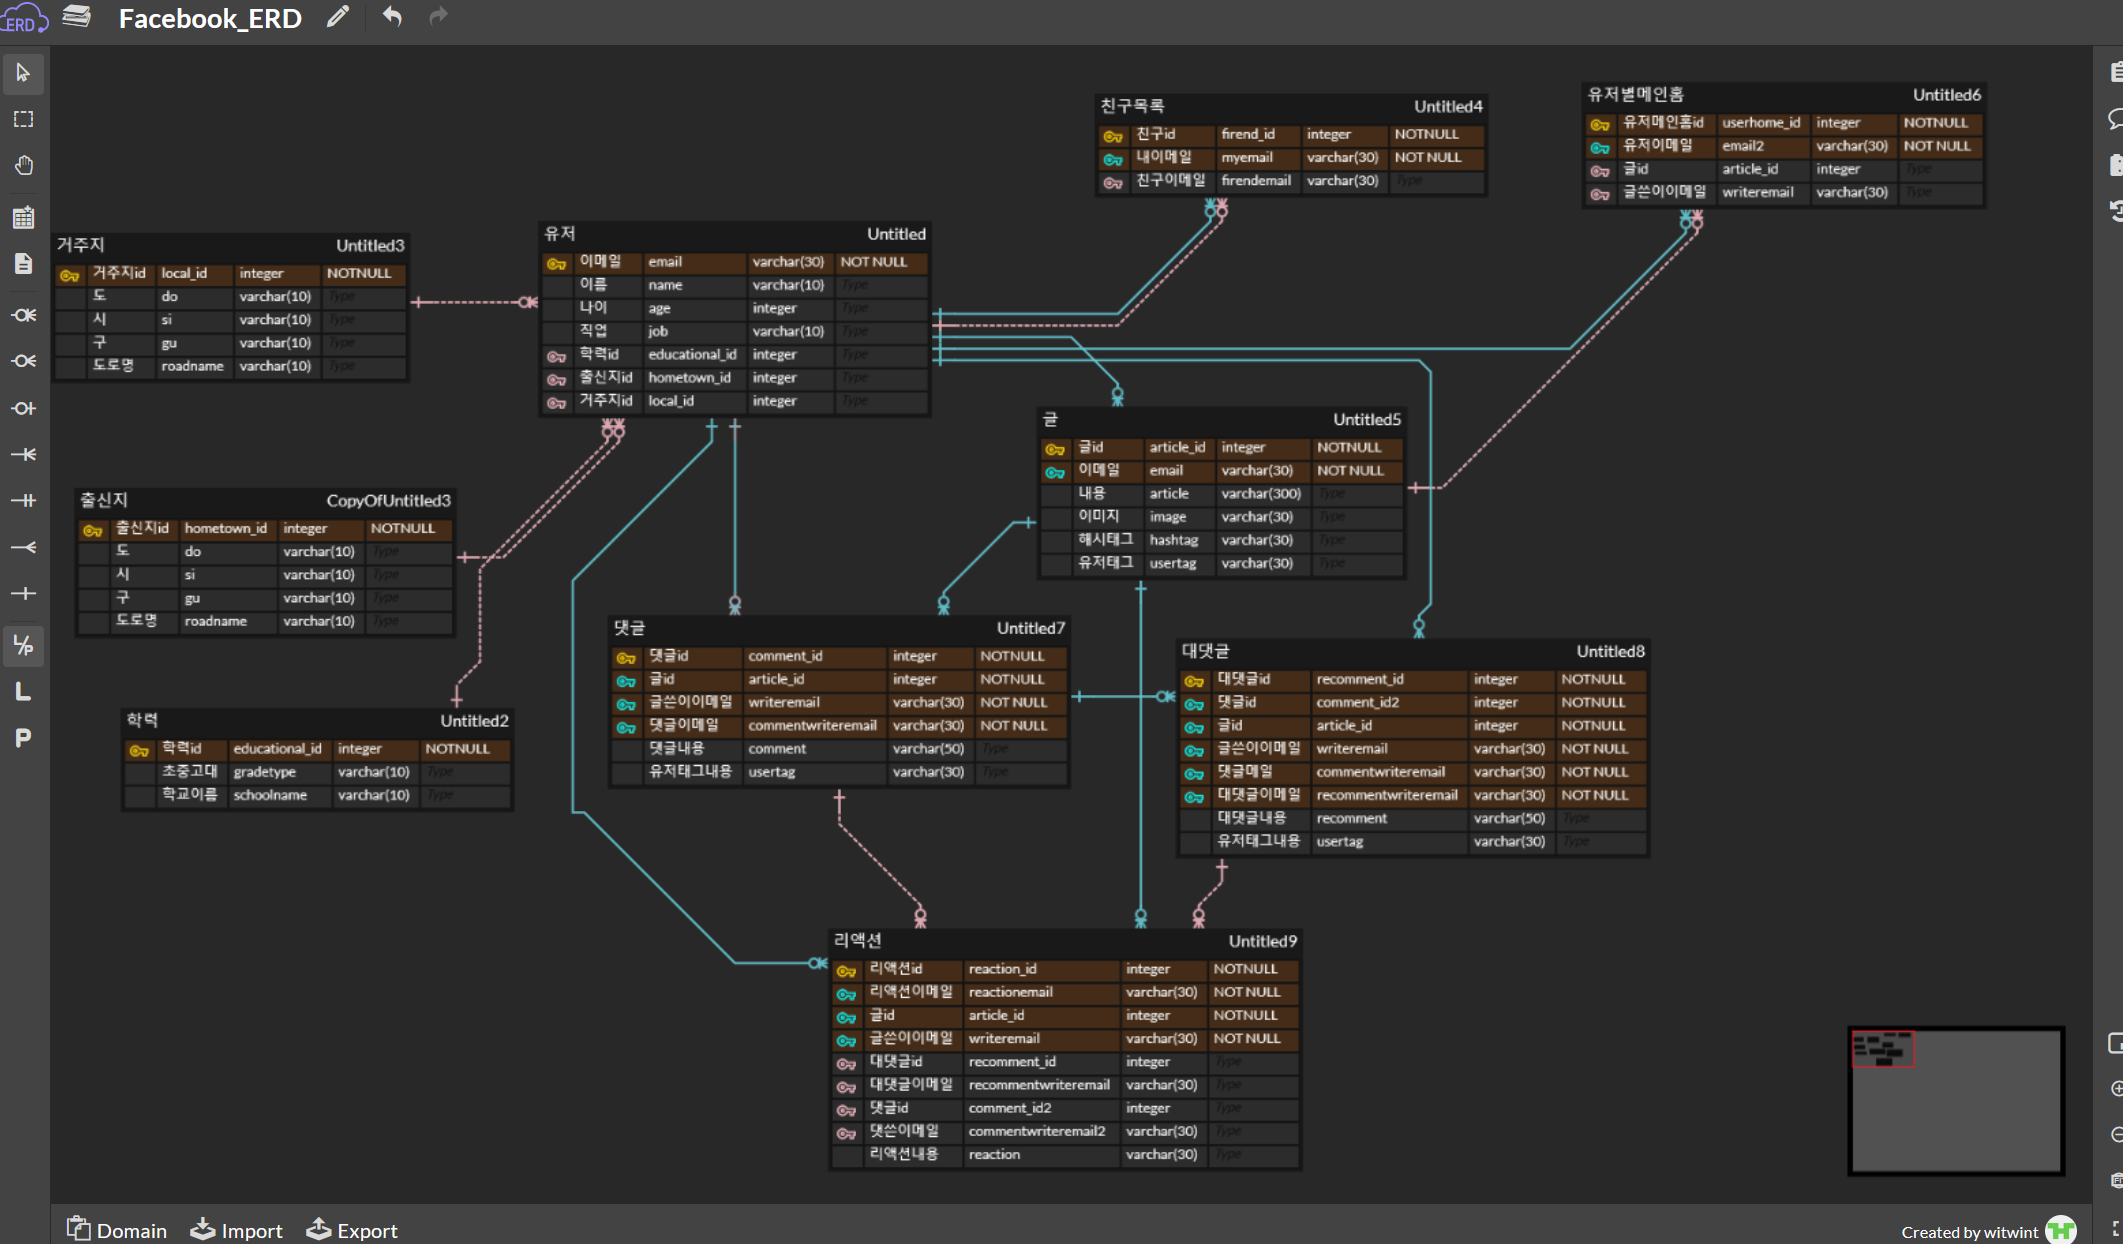 ERD
Facebook_ERD
친구목록 Untitled4
친구id firend_id integer NOTNULL
내이메일 myemail varchar(30) NOT NULL
친구이메일 firendemail varchar(30) Type
유저별메인홈 Untitled6
유저메인홈id userhome_id integer NOTNULL
유저이메일 email2 varchar(30) NOT NULL
글id article_id integer Type
글쓴이이메일 writeremail varchar(30) Type
거주지 Untitled3
거주지id local_id integer NOTNULL
도 do varchar(10) Type
시 si varchar(10) Type
구 gu varchar(10) Type
도로명 roadname varchar(10) Type
유저 Untitled
이메일 email varchar(30) NOT NULL
이름 name varchar(10) Type
나이 age integer Type
직업 job varchar(10) Type
학력id educational_id integer Type
출신지id hometown_id integer Type
거주지id local_id integer Type
글 Untitled5
글id article_id integer NOTNULL
이메일 email varchar(30) NOT NULL
내용 article varchar(300) Type
이미지 image varchar(30) Type
해시태그 hashtag varchar(30) Type
유저태그 usertag varchar(30) Type
출신지 CopyOfUntitled3
출신지id hometown_id integer NOTNULL
도 do varchar(10) Type
시 si varchar(10) Type
구 gu varchar(10) Type
도로명 roadname varchar(10) Type
댓글 Untitled7
댓글id comment_id integer NOTNULL
글id article_id integer NOTNULL
글쓴이이메일 writeremail varchar(30) NOT NULL
댓글이메일 commentwriteremail varchar(30) NOT NULL
댓글내용 comment varchar(50) Type
유저태그내용 usertag varchar(30) Type
대댓글 Untitled8
대댓글id recomment_id integer NOTNULL
댓글id comment_id2 integer NOTNULL
글id article_id integer NOTNULL
글쓴이이메일 writeremail varchar(30) NOT NULL
댓글메일 commentwriteremail varchar(30) NOT NULL
대댓글이메일 recommentwriteremail varchar(30) NOT NULL
대댓글내용 recomment varchar(50) Type
유저태그내용 usertag varchar(30) Type
학력 Untitled2
학력id educational_id integer NOTNULL
초중고대 gradetype varchar(10) Type
학교이름 schoolname varchar(10) Type
리액션 Untitled9
리액션id reaction_id integer NOTNULL
리액션이메일 reactionemail varchar(30) NOT NULL
글id article_id integer NOTNULL
글쓴이이메일 writeremail varchar(30) NOT NULL
대댓글id recomment_id integer Type
대댓글이메일 recommentwriteremail varchar(30) Type
댓글id comment_id2 integer Type
댓쓴이메일 commentwriteremail2 varchar(30) Type
리액션내용 reaction varchar(30) Type
L/P
L
P
Domain Import Export
Created by witwint